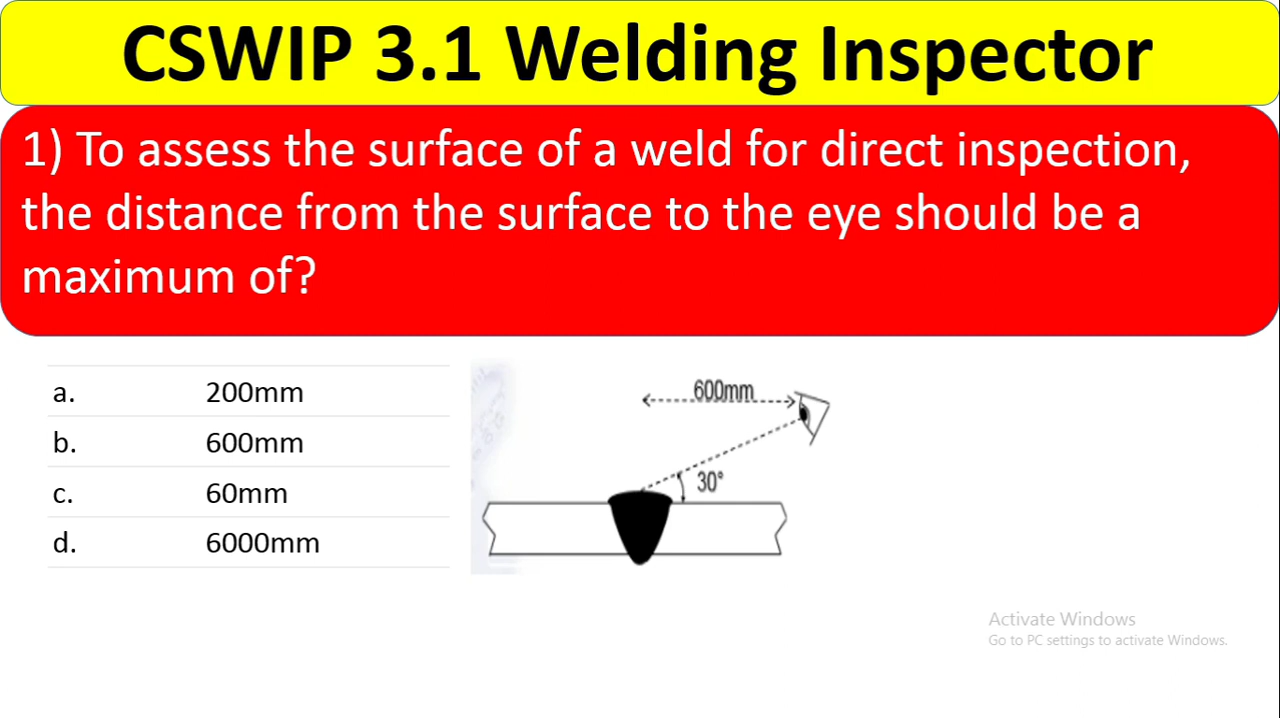 CSWIP 3.1 Welding Inspector
1) To assess the surface of a weld for direct inspection,
the distance from the surface to the eye should be a
maximum of?
a. 200mm
b. 600mm
c. 60mm
d. 6000mm
600mm
30°
Activate Windows
Go to PC settings to activate Windows.